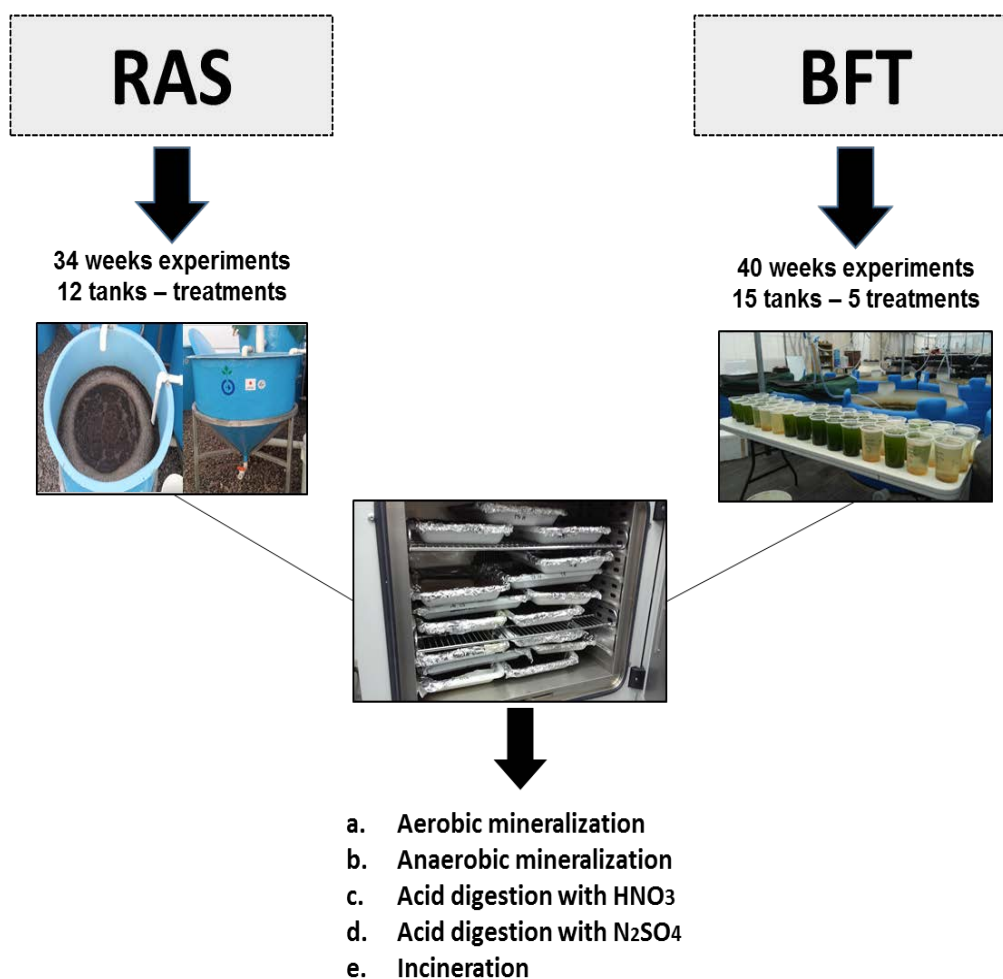 RAS
BFT
34 weeks experiments
12 tanks – treatments
40 weeks experiments
15 tanks – 5 treatments
a. Aerobic mineralization
b. Anaerobic mineralization
c. Acid digestion with HNO3
d. Acid digestion with N2SO4
e. Incineration